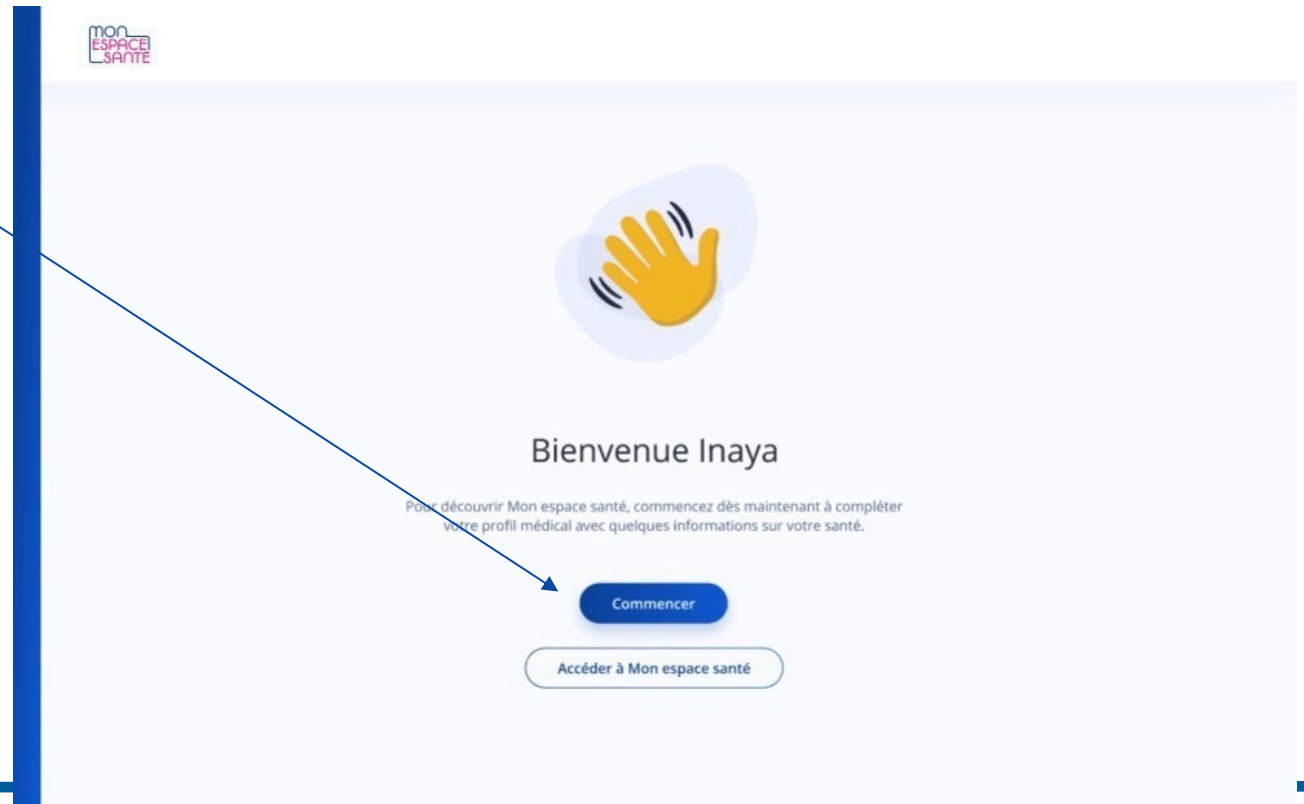 mon
ESPACE
SANTÉ
Bienvenue Inaya
Pour découvrir Mon espace santé, commencez dès maintenant à compléter
votre profil médical avec quelques informations sur votre santé.
Commencer
Accéder à Mon espace santé